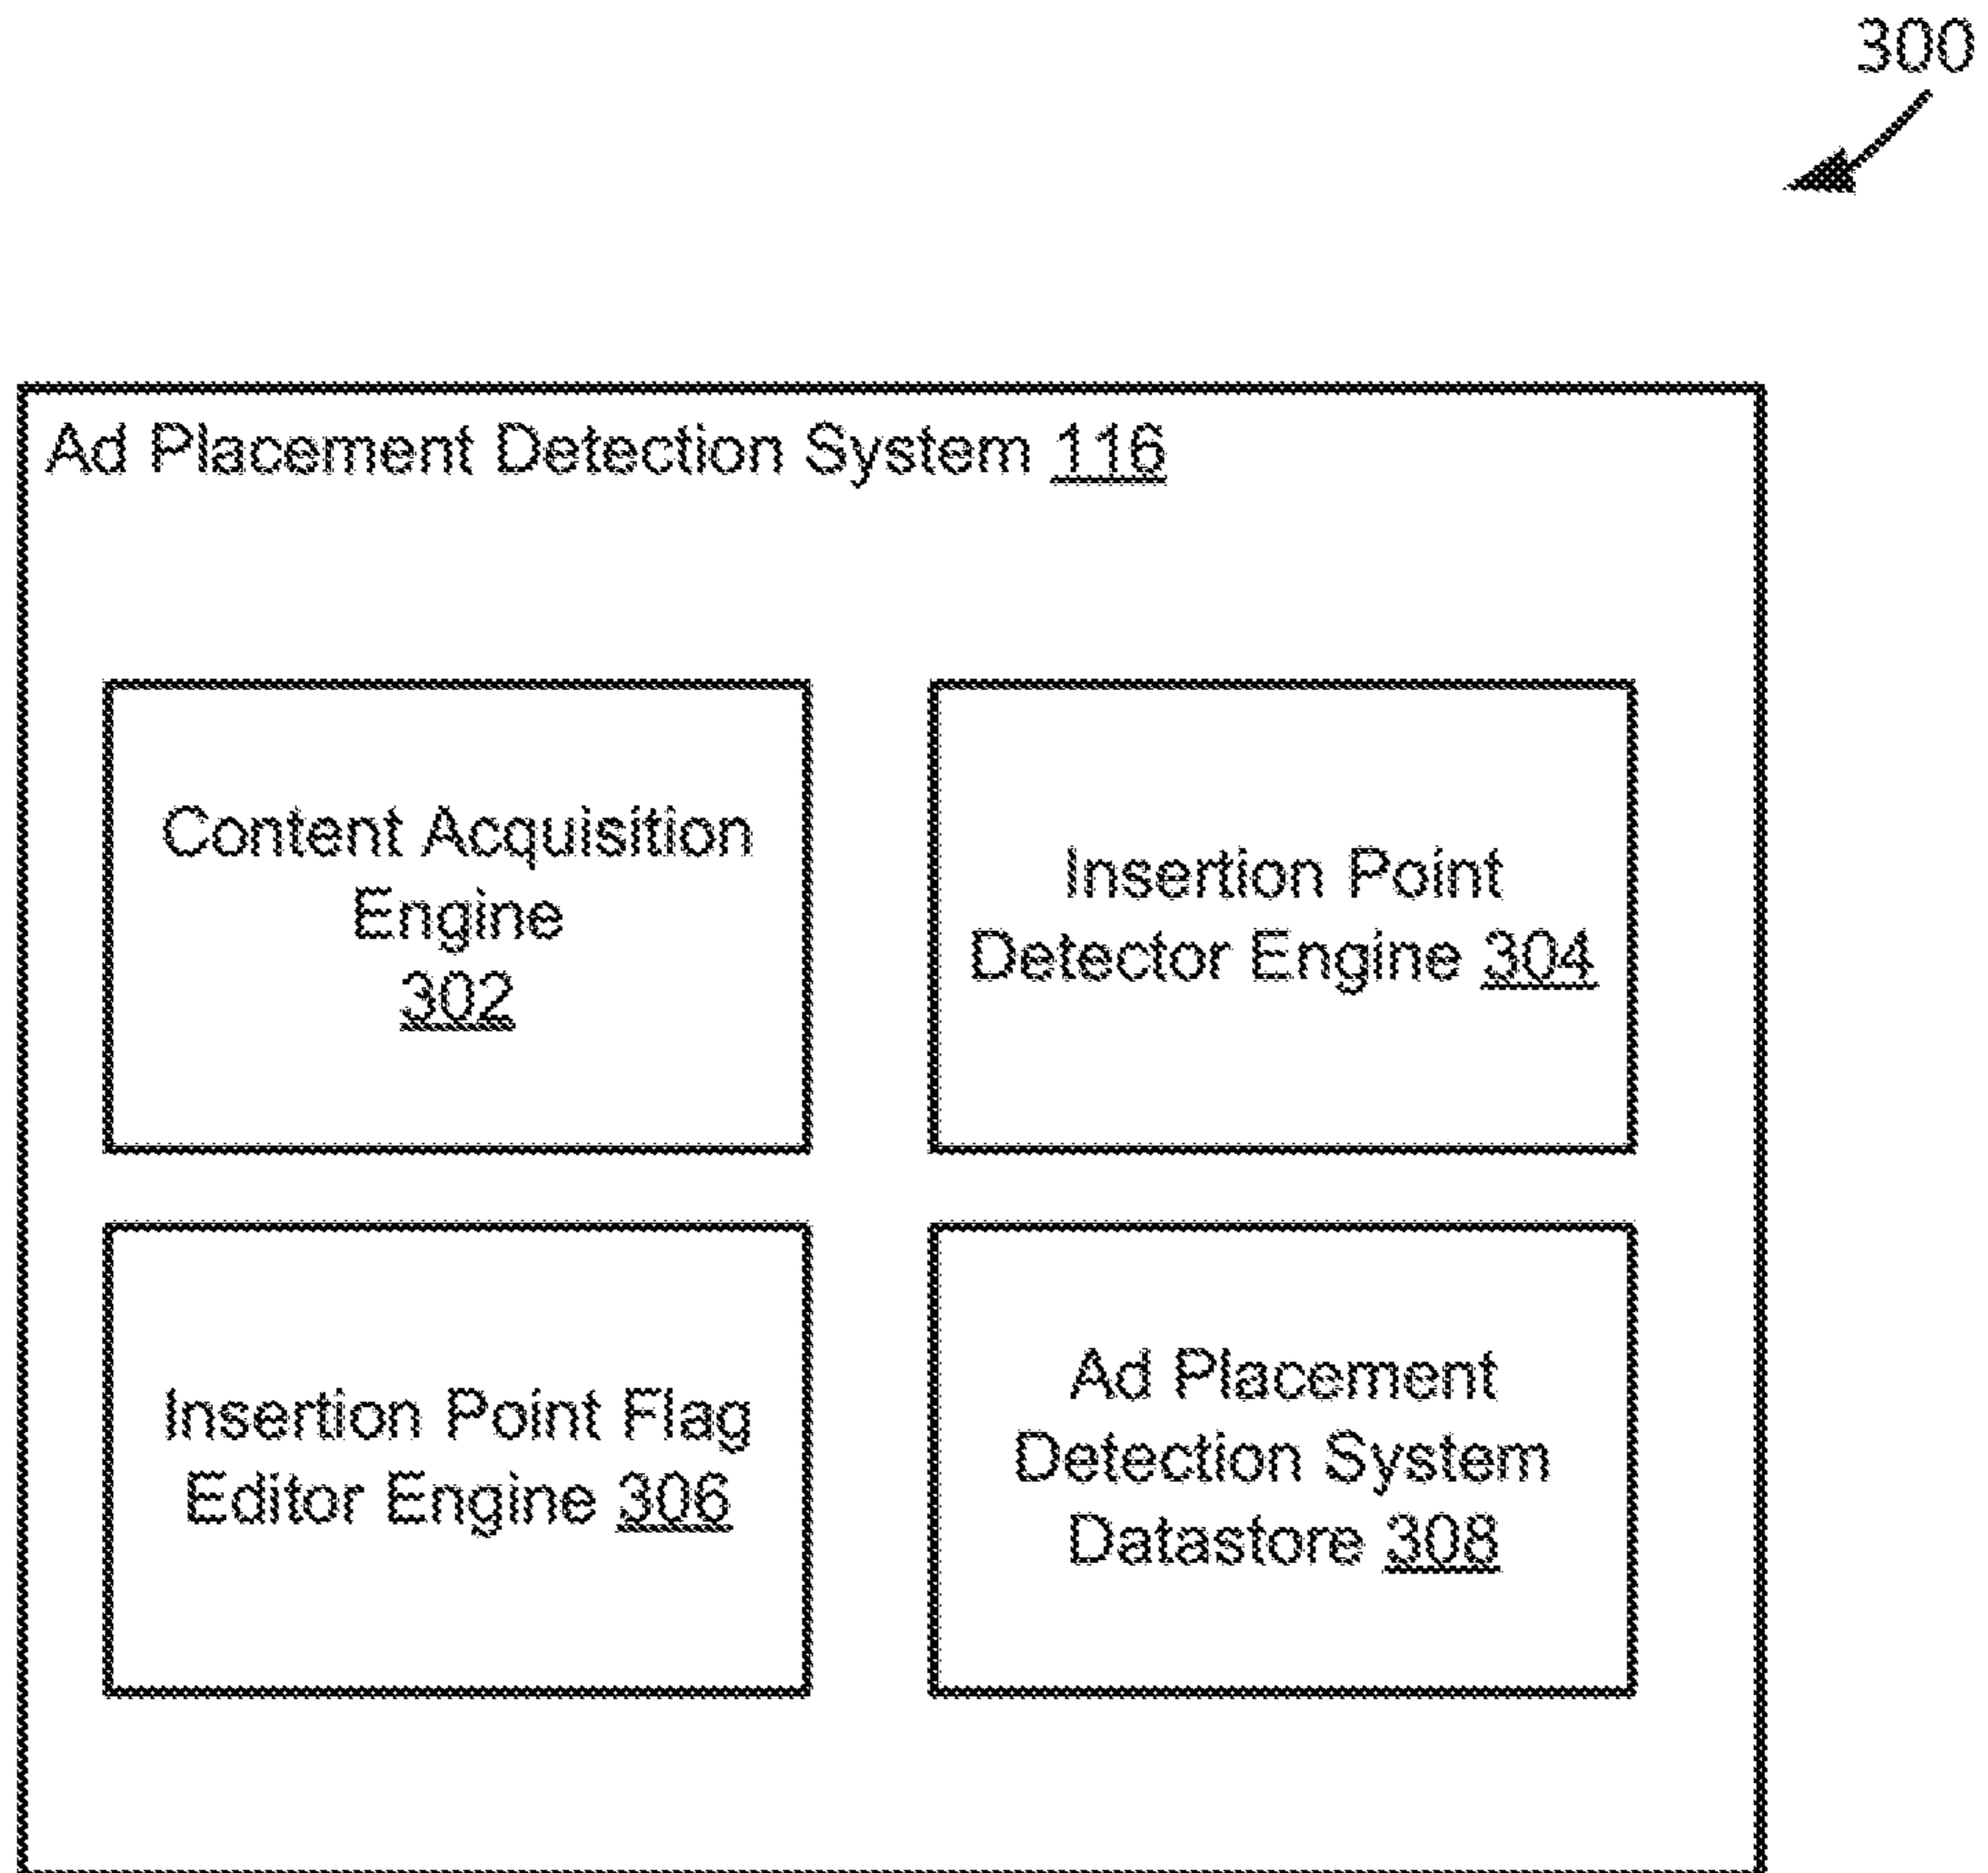 300
Ad Placement Detection System 116
Content Acquisition
Engine
302
Insertion Point
Detector Engine 304
Insertion Point Flag
Editor Engine 306
Ad Placement
Detection System
Datastore 308